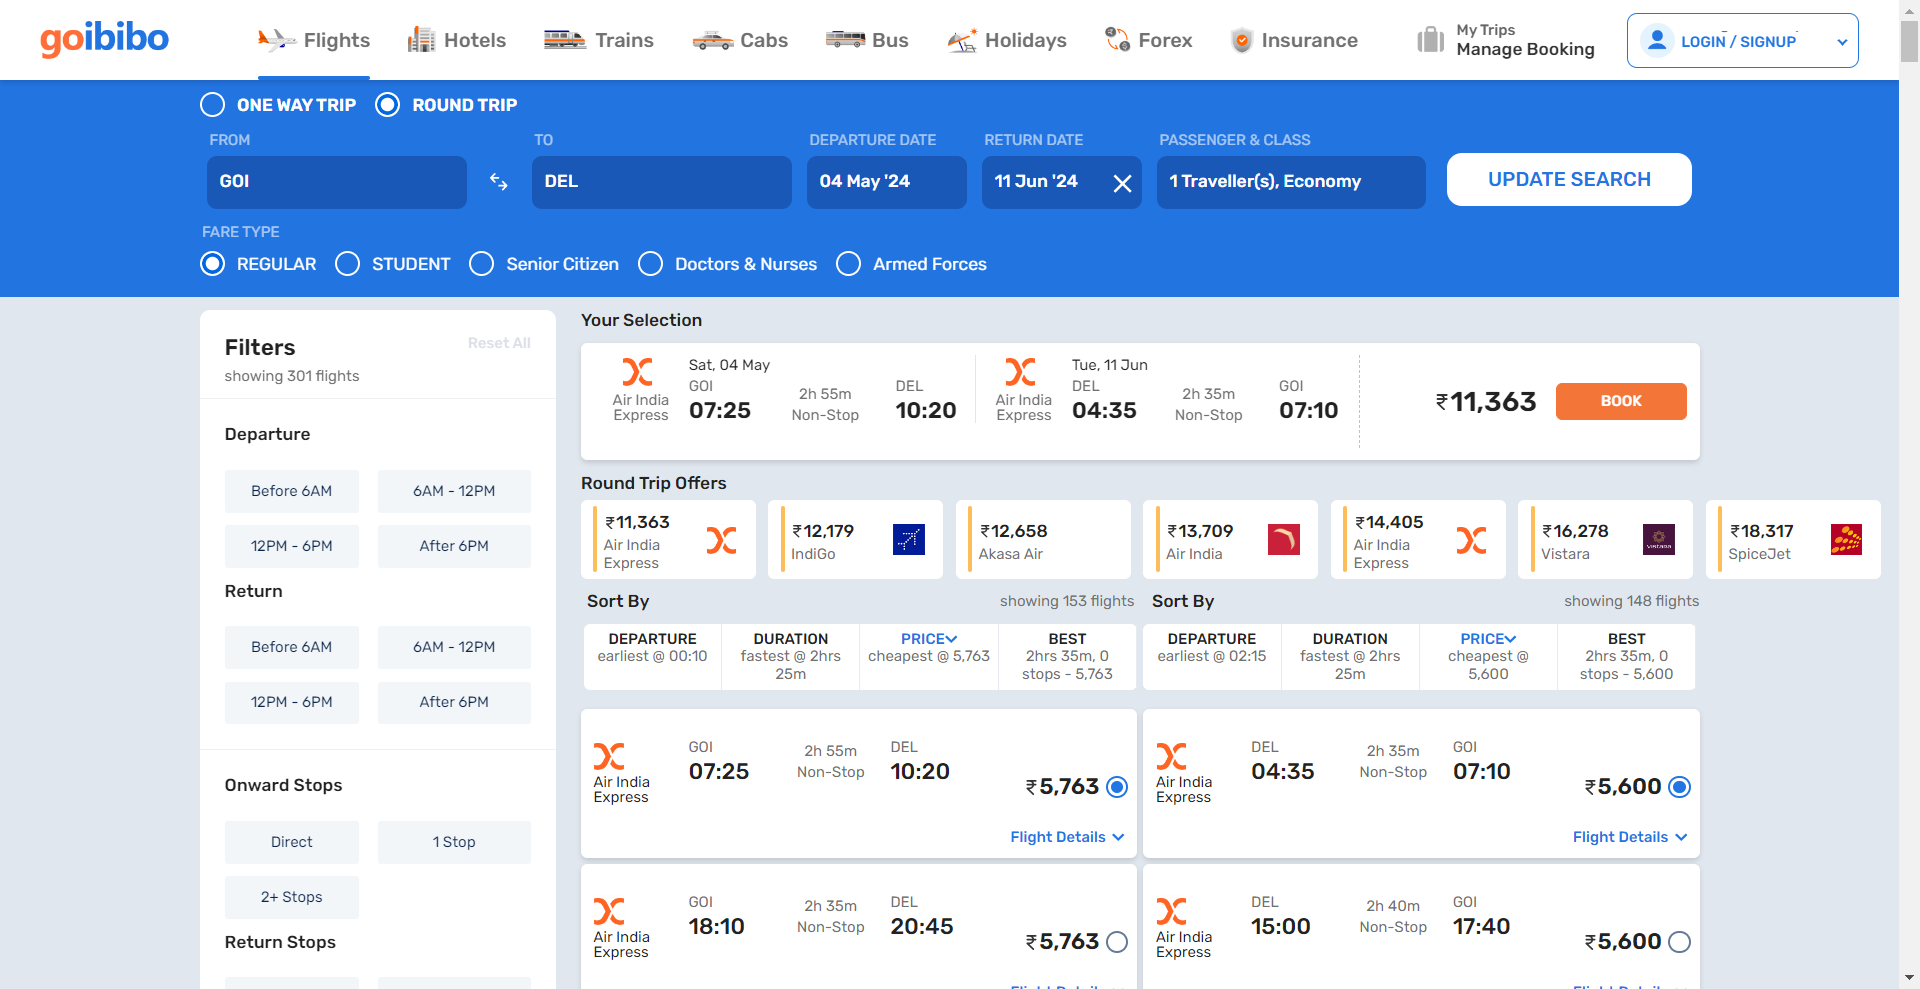 goibibo
Flights
Hotels
Trains
Cabs
Bus
Holidays
Forex
Insurance
My Trips
Manage Booking
LOGIN / SIGNUP
ONE WAY TRIP
ROUND TRIP
FROM
TO
DEPARTURE DATE
RETURN DATE
PASSENGER & CLASS
GOI
DEL
04 May '24
11 Jun '24
1 Traveller(s), Economy
UPDATE SEARCH
FARE TYPE
REGULAR
STUDENT
Senior Citizen
Doctors & Nurses
Armed Forces
Filters
Reset All
showing 301 flights
Departure
Before 6AM
6AM - 12PM
12PM - 6PM
After 6PM
Return
Before 6AM
6AM - 12PM
12PM - 6PM
After 6PM
Onward Stops
Direct
1 Stop
2+ Stops
Return Stops
Your Selection
Air India
Express
Sat, 04 May
GOI
07:25
2h 55m
Non-Stop
DEL
10:20
Air India
Express
Tue, 11 Jun
DEL
04:35
2h 35m
Non-Stop
GOI
07:10
₹11,363
BOOK
Round Trip Offers
₹11,363
Air India
Express
₹12,179
IndiGo
₹12,658
Akasa Air
₹13,709
Air India
₹14,405
Air India
Express
₹16,278
Vistara
VISTARA
₹18,317
SpiceJet
Sort By
showing 153 flights
DEPARTURE
earliest @ 00:10
DURATION
fastest @ 2hrs
25m
PRICE
cheapest @ 5,763
BEST
2hrs 35m, 0
stops - 5,763
Sort By
showing 148 flights
DEPARTURE
earliest @ 02:15
DURATION
fastest @ 2hrs
25m
PRICE
cheapest @
5,600
BEST
2hrs 35m, 0
stops - 5,600
Air India
Express
GOI
07:25
2h 55m
Non-Stop
DEL
10:20
₹5,763
Flight Details
Air India
Express
DEL
04:35
2h 35m
Non-Stop
GOI
07:10
₹5,600
Flight Details
Air India
Express
GOI
18:10
2h 35m
Non-Stop
DEL
20:45
₹5,763
Flight Details
Air India
Express
DEL
15:00
2h 40m
Non-Stop
GOI
17:40
₹5,600
Flight Details